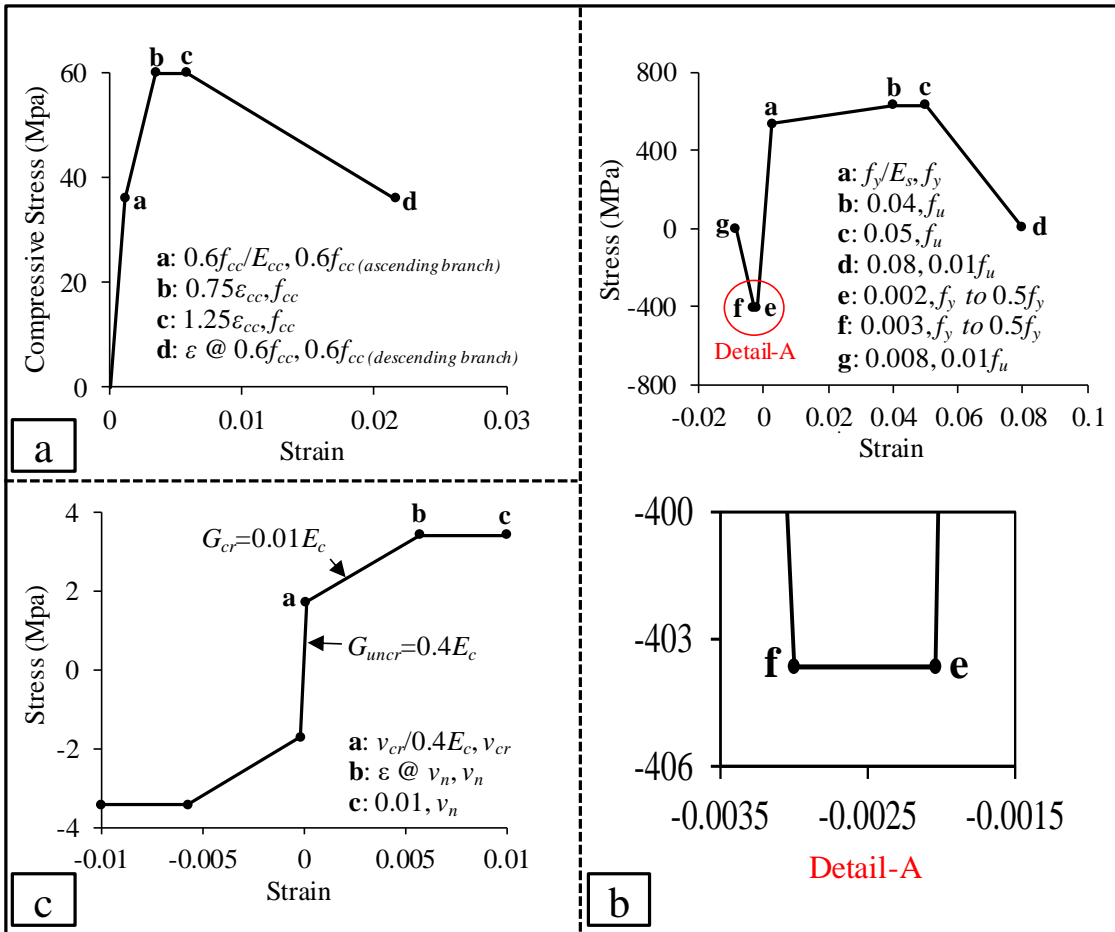 b c
60
40
20
0
a
d
Compressive Stress (Mpa)
a: 0.6f_cc/E_cc, 0.6f_cc (ascending branch)
b: 0.75ε_cc, f_cc
c: 1.25ε_cc, f_cc
d: ε @ 0.6f_cc, 0.6f_cc (descending branch)
0 0.01 0.02 0.03
Strain
a
800
400
0
-400
-800
Stress (MPa)
b c
a
g
d
f e
Detail-A
a: f_y/E_s, f_y
b: 0.04, f_u
c: 0.05, f_u
d: 0.08, 0.01f_u
e: 0.002, f_y to 0.5f_y
f: 0.003, f_y to 0.5f_y
g: 0.008, 0.01f_u
-0.02 0 0.02 0.04 0.06 0.08 0.1
Strain
4
2
0
-2
-4
Stress (Mpa)
b c
G_cr=0.01E_c
a
G_uncr=0.4E_c
a: v_cr/0.4E_c, v_cr
b: ε @ v_n, v_n
c: 0.01, v_n
-0.01 -0.005 0 0.005 0.01
Strain
c
-400
-403
-406
f e
-0.0035 -0.0025 -0.0015
Detail-A
b